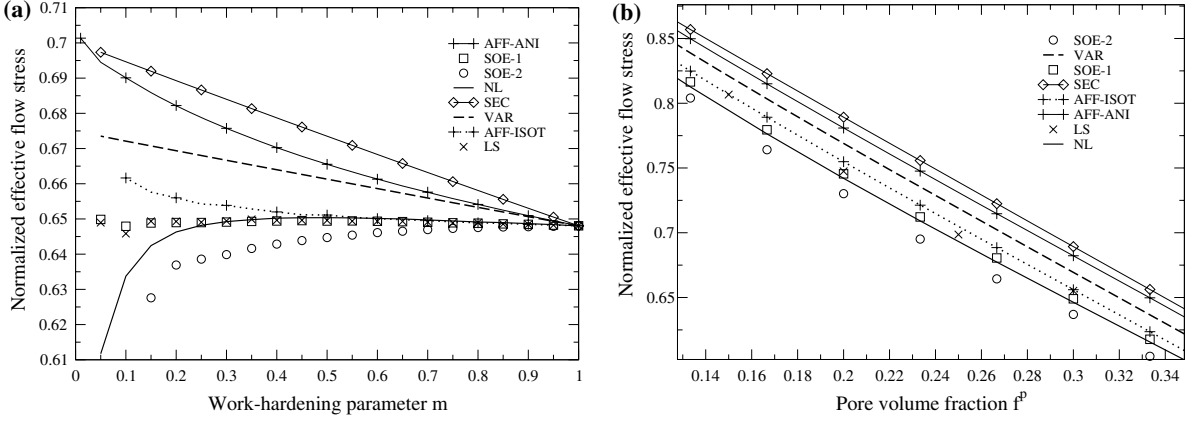 (a)
Normalized effective flow stress
0.71
0.7
0.69
0.68
0.67
0.66
0.65
0.64
0.63
0.62
0.61
0 0.1 0.2 0.3 0.4 0.5 0.6 0.7 0.8 0.9 1
Work-hardening parameter m
AFF-ANI
SOE-1
SOE-2
NL
SEC
VAR
AFF-ISOT
LS
(b)
Normalized effective flow stress
0.85
0.8
0.75
0.7
0.65
0.14 0.16 0.18 0.2 0.22 0.24 0.26 0.28 0.3 0.32 0.34
Pore volume fraction f^p
SOE-2
VAR
SOE-1
SEC
AFF-ISOT
AFF-ANI
LS
NL